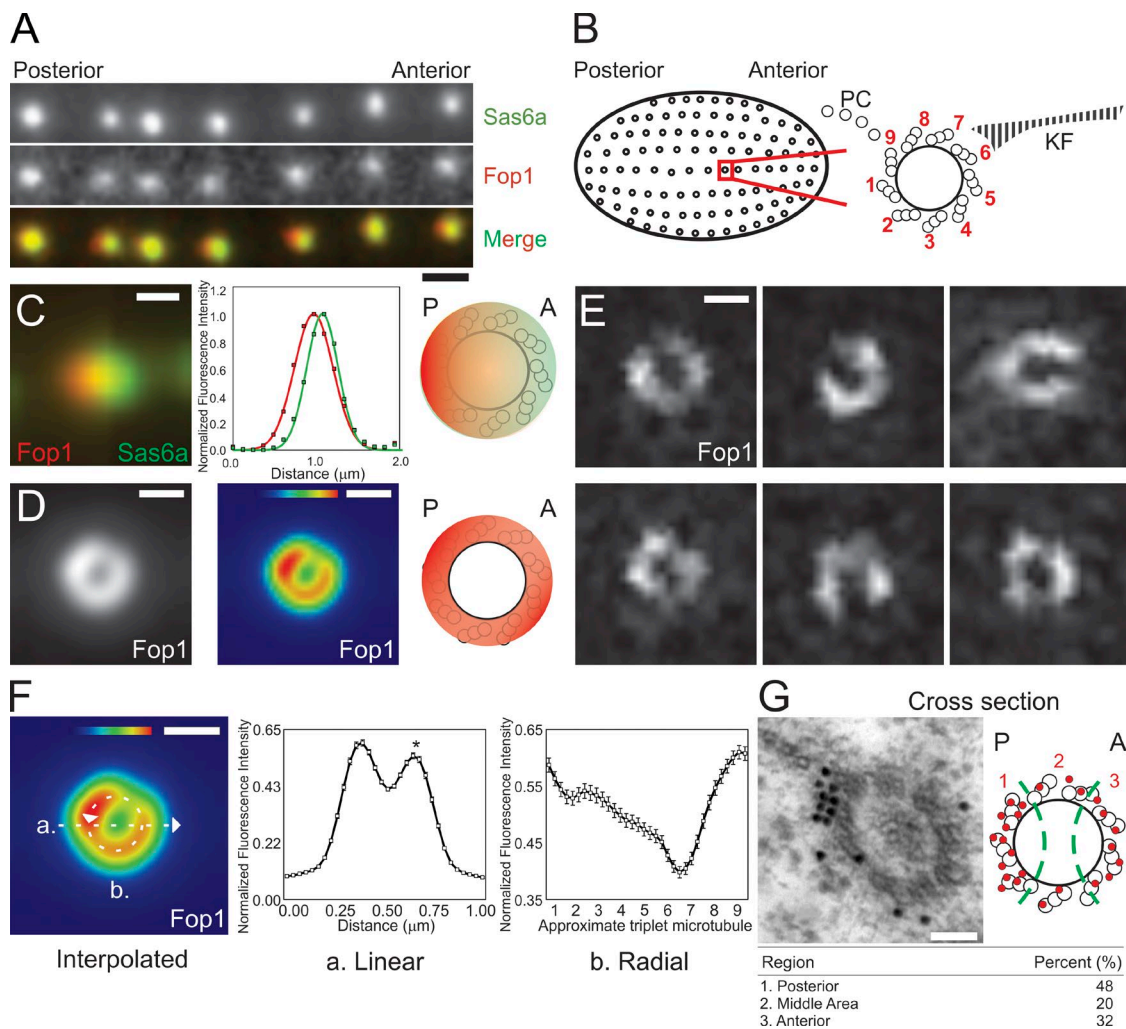 A
Posterior Anterior
Sas6a
Fop1
Merge
B
Posterior Anterior
PC
KF
1
2
3
4
5
6
7
8
9
C
Fop1 Sas6a
Normalized Fluorescence Intensity
1.2
1.0
0.8
0.6
0.4
0.2
0.0
0.0 1.0 2.0
Distance (μm)
P A
D
Fop1
Fop1
P A
E
Fop1
F
a.
b.
Fop1
Interpolated
Normalized Fluorescence Intensity
0.65
0.43
0.43
0.22
0.00
0.00 0.25 0.50 0.75 1.00
*
Distance (μm)
a. Linear
Normalized Fluorescence Intensity
0.65
0.55
0.45
0.35
1 2 3 4 5 6 7 8 9
Approximate triplet microtubule
b. Radial
G
Cross section
P A
1 2 3
Region Percent (%)
1. Posterior 48
2. Middle Area 20
3. Anterior 32